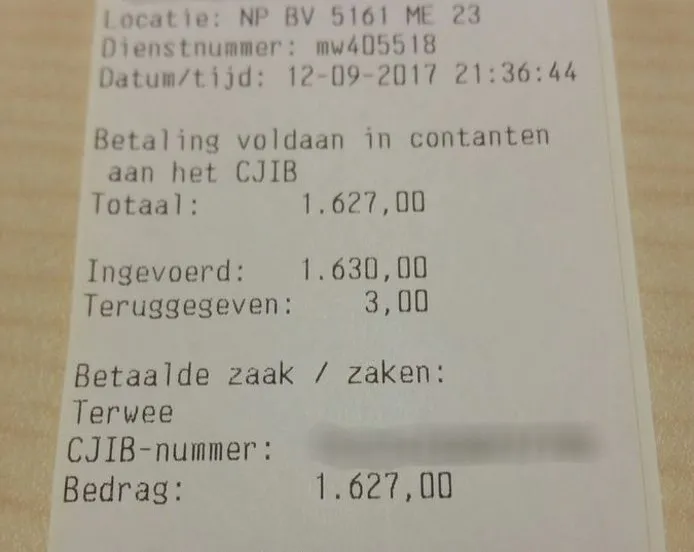 Locatie: NP BV 5161 ME 23
Dienstnummer: mw405518
Datum/tijd: 12-09-2017 21:36:44
Betaling voldaan in contanten
aan het CJIB
Totaal: 1.627,00
Ingevoerd: 1.630,00
Teruggegeven: 3,00
Betaalde zaak / zaken:
Terwee
CJIB-nummer:
Bedrag: 1.627,00